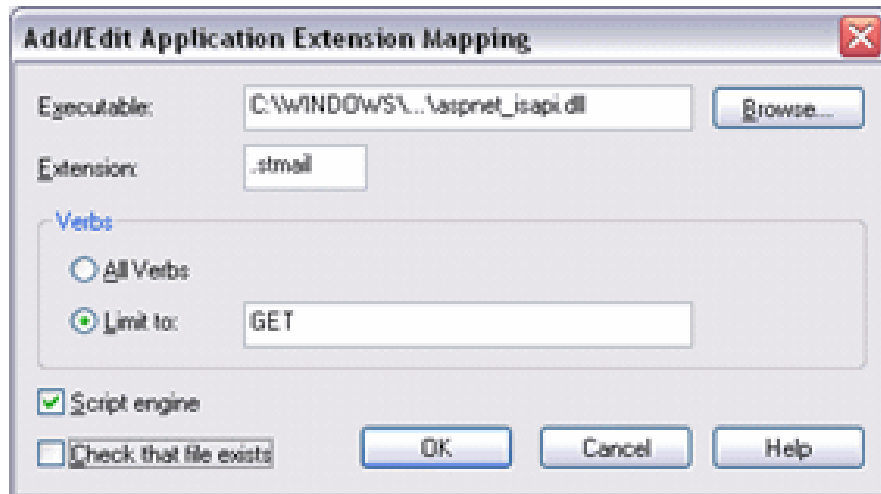 Add/Edit Application Extension Mapping
Executable: C:\WINDOWS\...\aspnet_isapi.dll Browse...
Extension: .stmail
Verbs
All Verbs
Limit to: GET
Script engine
Check that file exists OK Cancel Help